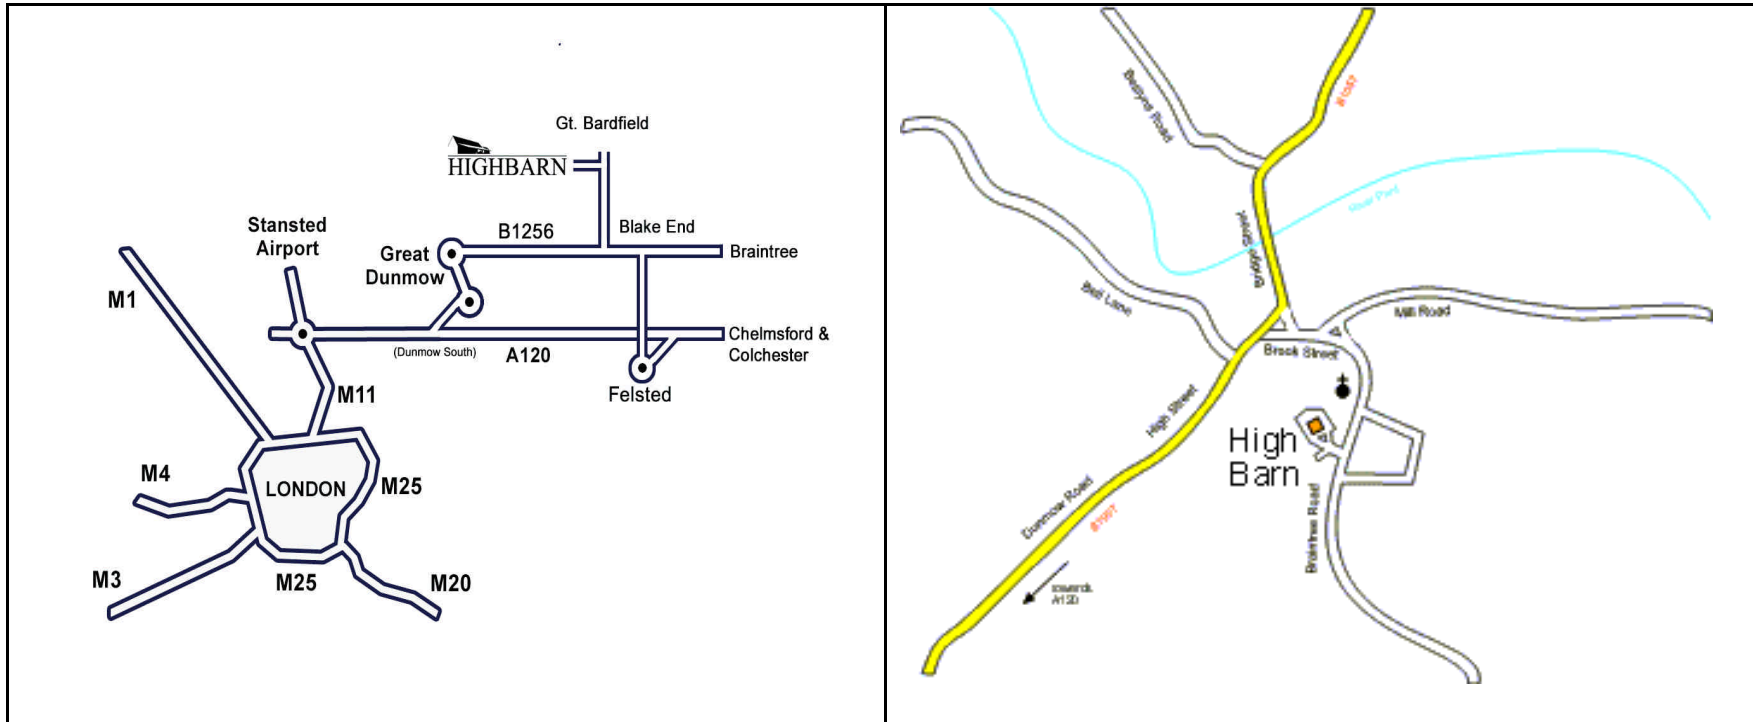 Gt. Bardfield
HIGHBARN
Stansted
Airport
B1256
Blake End
Great
Dunmow
Braintree
M1
(Dunmow South)
A120
Chelmsford &
Colchester
Felsted
M11
M4
LONDON
M25
M3
M25
M20
River Pant
Bridge Street
Bell Lane
Mill Road
Brook Street
High Street
High
Barn
Dunmow Road
Braintree Road
towards
A120